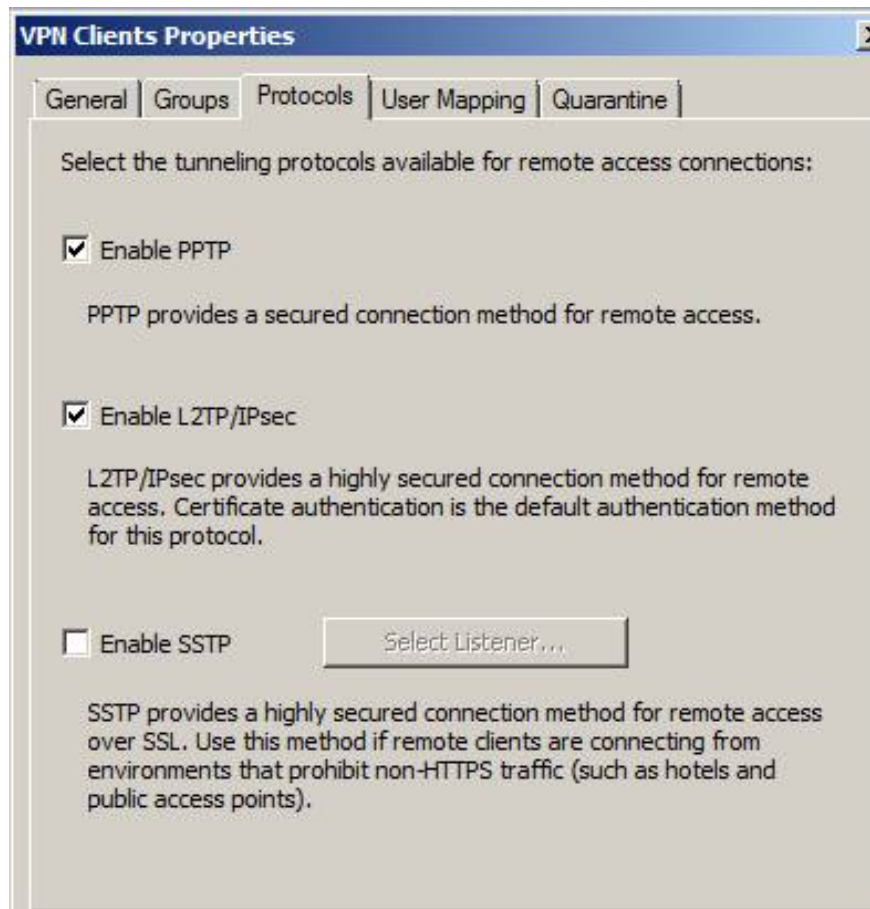 VPN Clients Properties
General Groups Protocols User Mapping Quarantine
Select the tunneling protocols available for remote access connections:
Enable PPTP
PPTP provides a secured connection method for remote access.
Enable L2TP/IPsec
L2TP/IPsec provides a highly secured connection method for remote
access. Certificate authentication is the default authentication method
for this protocol.
Enable SSTP Select Listener...
SSTP provides a highly secured connection method for remote access
over SSL. Use this method if remote clients are connecting from
environments that prohibit non-HTTPS traffic (such as hotels and
public access points).